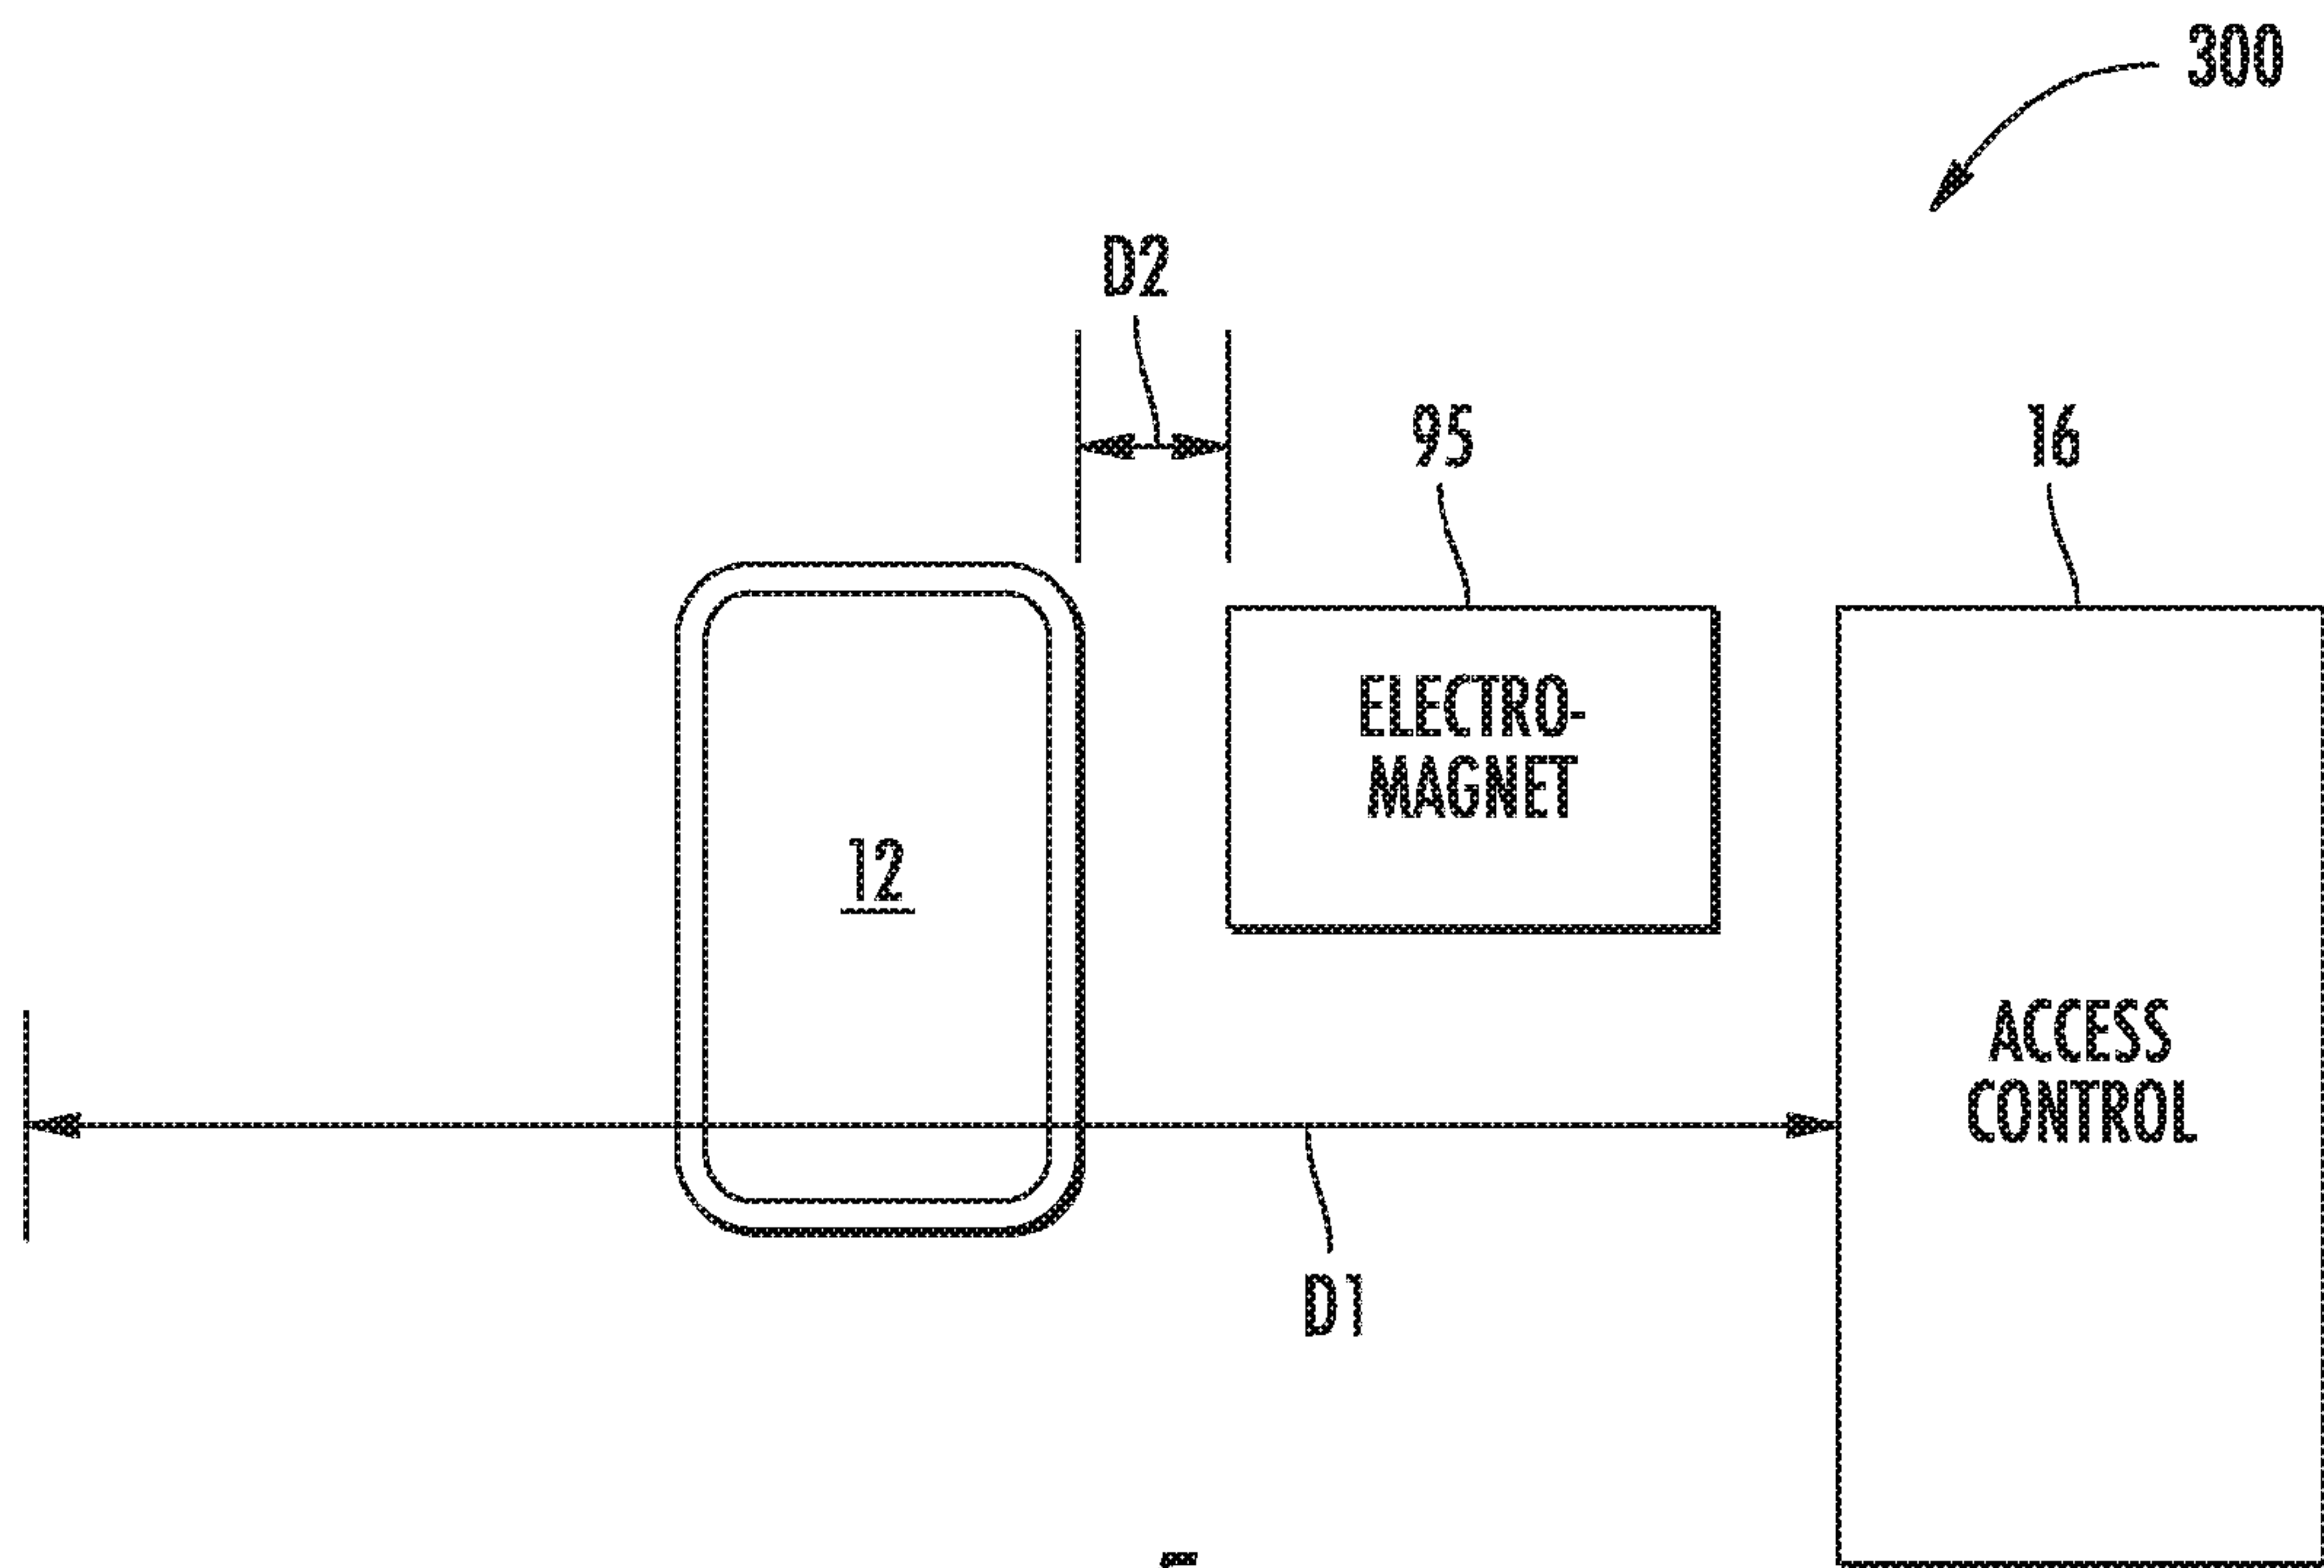 300
D2
95
16
ELECTRO-
MAGNET
12
ACCESS
CONTROL
D1